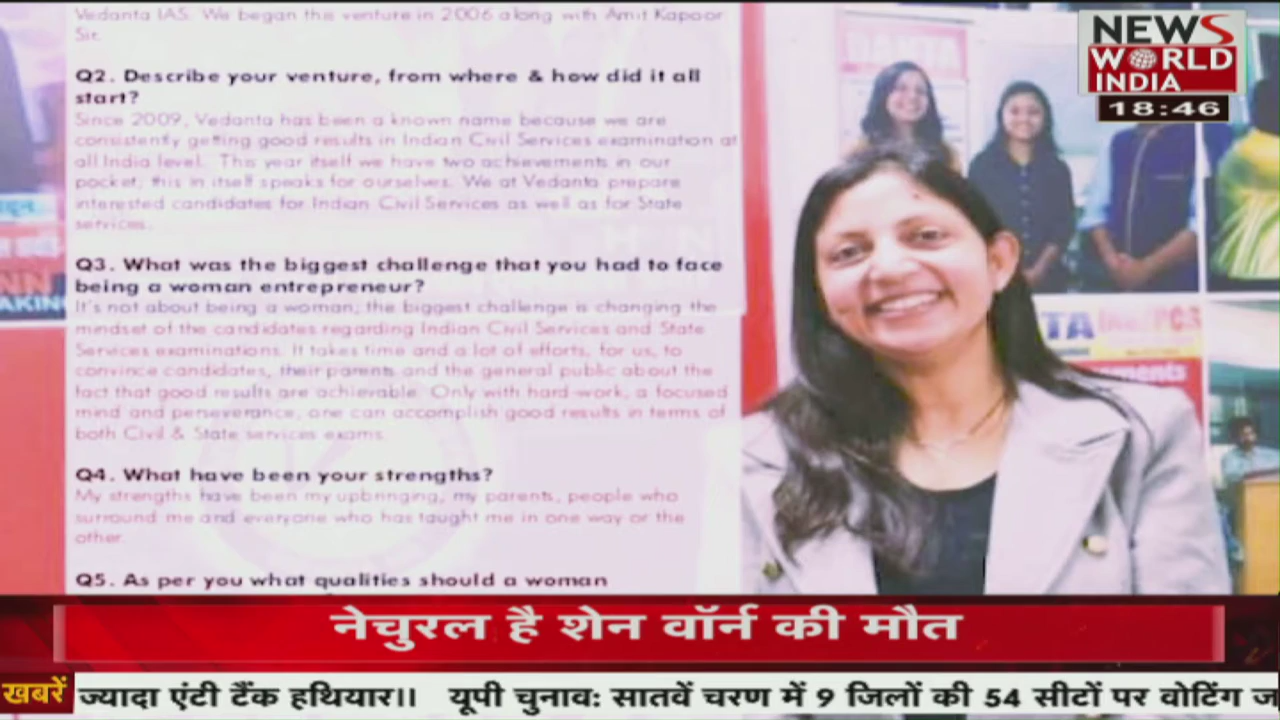 Vedanta IAS. We began this venture in 2006 along with Amit Kapoor
Sir.
Q2. Describe your venture, from where & how did it all
start?
Since 2009, Vedanta has been a known because we are
consistently getting good results in Indian Civil Services examination at
all India level. This year itself we have two achievements in our
pocket; this in itself speaks for ourselves. We at Vedanta prepare
interested candidates for Indian Civil Services as well as for State
services.
Q3. What was the biggest challenge that you had to face
being a woman entrepreneur?
It's not about being a woman; the biggest challenge is changing the
mindset of the candidates regarding Indian Civil Services and State
Services examinations. It takes time and a lot of efforts, for us, to
convince candidates, their parents and the general public about the
fact that good results are achievable. Only with hard-work, a focused
mind and perseverance, one can accomplish good results in terms of
both Civil & State services exams.
Q4. What have been your strengths?
My strengths have been my upbringing, my parents, people who
surround me and everyone who has taught me in one way or the
other.
Q5. As per you what qualities should a woman
NEWS
WORLD
INDIA
18:46
नेचुरल है शेन वॉर्न की मौत
खबरें ज्यादा एंटी टैंक हथियार।। यूपी चुनाव: सातवें चरण में 9 जिलों की 54 सीटों पर वोटिंग